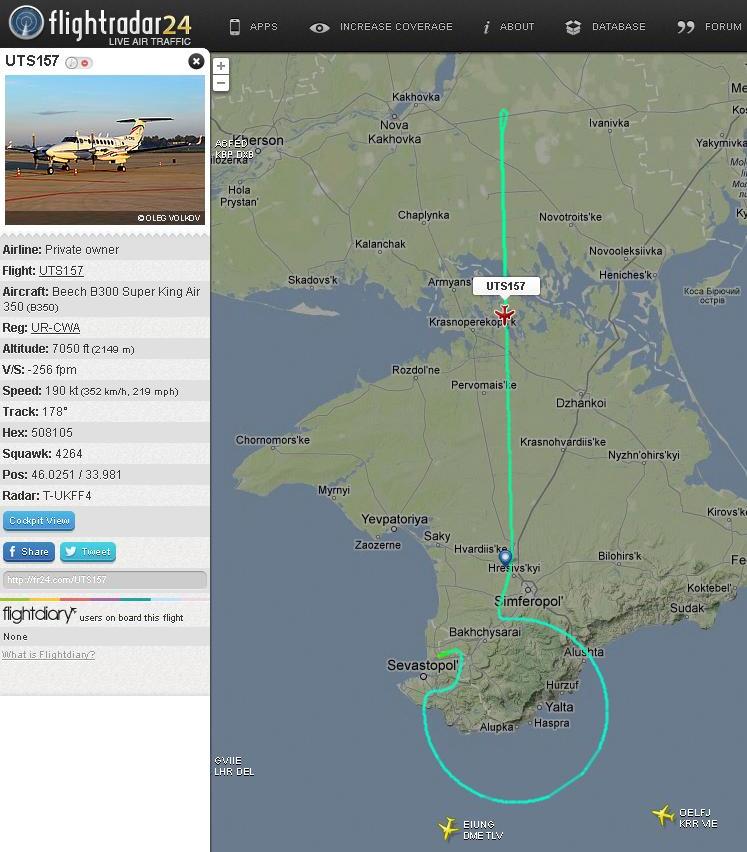 flightradar24
LIVE AIR TRAFFIC
APPS
INCREASE COVERAGE
i ABOUT
DATABASE
FORUM
UTS157
© OLEG VOLKOV
Airline: Private owner
Flight: UTS157
Aircraft: Beech B300 Super King Air
350 (B350)
Reg: UR-CWA
Altitude: 7050 ft (2149 m)
V/S: -256 fpm
Speed: 190 kt (352 km/h, 219 mph)
Track: 178°
Hex: 508105
Squawk: 4264
Pos: 46.0251 / 33.981
Radar: T-UKFF4
Cockpit View
Share
Tweet
http://fr24.com/UTS157
flightdiary users on board this flight
None
What is Flightdiary?
+
−
Kakhovka
Nova
Kakhovka
Ivanivka
Kherson
KBP DXB
Yakymivka
Hola
Prystan'
Chaplynka
Novotroits'ke
Kalanchak
Novooleksiivka
Skadovs'k
Armyans'
Heniches'k
UTS157
Коса Бірючий
острів
Krasnoperekop
Rozdol'ne
Pervomais'ke
Dzhankoi
Chornomors'ke
Krasnohvardiis'ke
Nyzhn'ohirs'kyi
Myrnyi
Yevpatoriya
Saky
Kirovs'k
Zaozerne
Hvardiis'ke
Bilohirs'k
Hresivs'kyi
Simferopol'
Koktebel'
Sudak
Bakhchysarai
Alushta
Sevastopol'
Hurzuf
Yalta
Alupka
Haspra
GVIIE
LHR DEL
EIUNG
DME TLV
OELFJ
KRR VIE